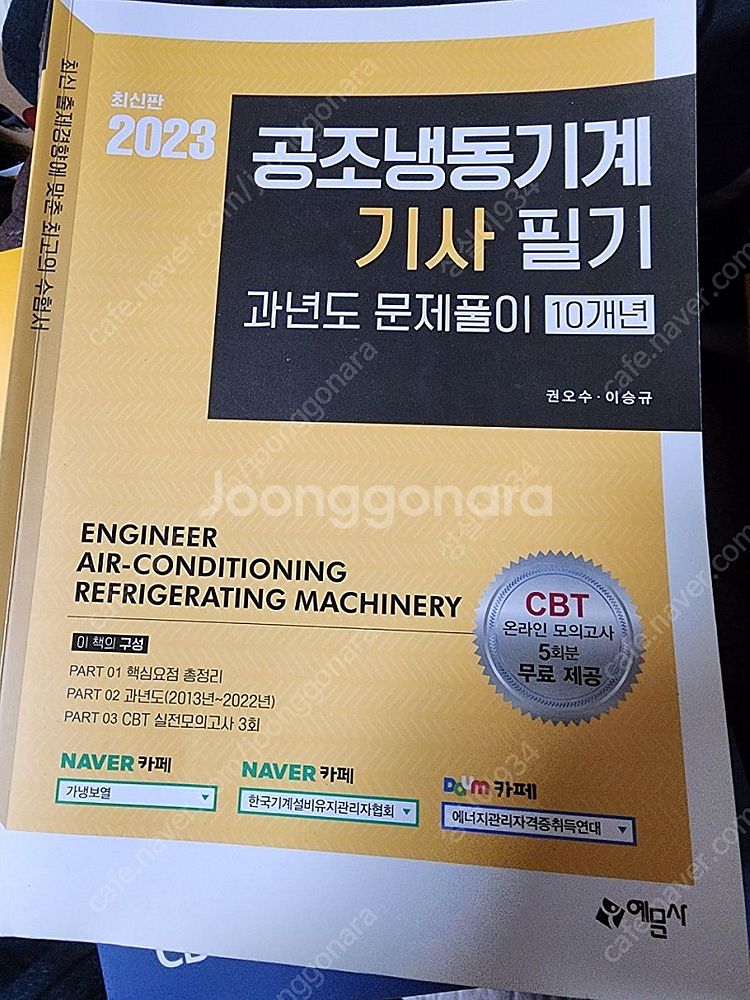 최신 출제경향에 맞춘 최고의 수험서
최신판
2023
공조냉동기계
기사 필기
과년도 문제풀이 10개년
권오수 · 이승규
Joonggonara
ENGINEER
AIR-CONDITIONING
REFRIGERATING MACHINERY
CBT
온라인 모의고사
5회분
무료 제공
이 책의 구성
PART 01 핵심요점 총정리
PART 02 과년도(2013년~2022년)
PART 03 CBT 실전모의고사 3회
NAVER 카페
가냉보열
NAVER 카페
한국기계설비유지관리자협회
Daum 카페
에너지관리자격증취득연대
예문사